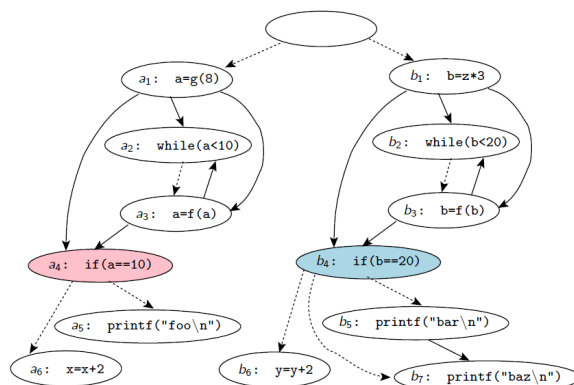 a1: a=g(8)
b1: b=z*3
a2: while(a<10)
b2: while(b<20)
a3: a=f(a)
b3: b=f(b)
a4: if(a==10)
b4: if(b==20)
a5: printf("foo\n")
b5: printf("bar\n")
a6: x=x+2
b6: y=y+2
b7: printf("baz\n")